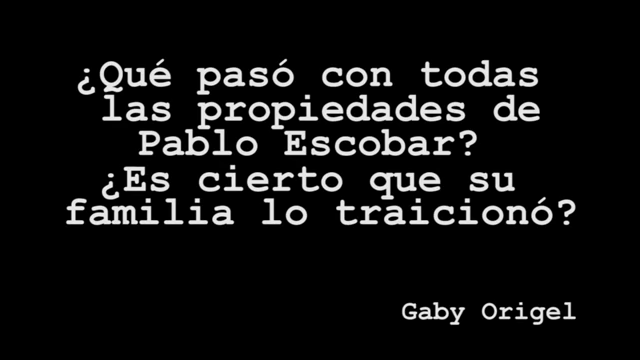 ¿Qué pasó con todas
las propiedades de
Pablo Escobar?
¿Es cierto que su
familia lo traicionó?
Gaby Origel